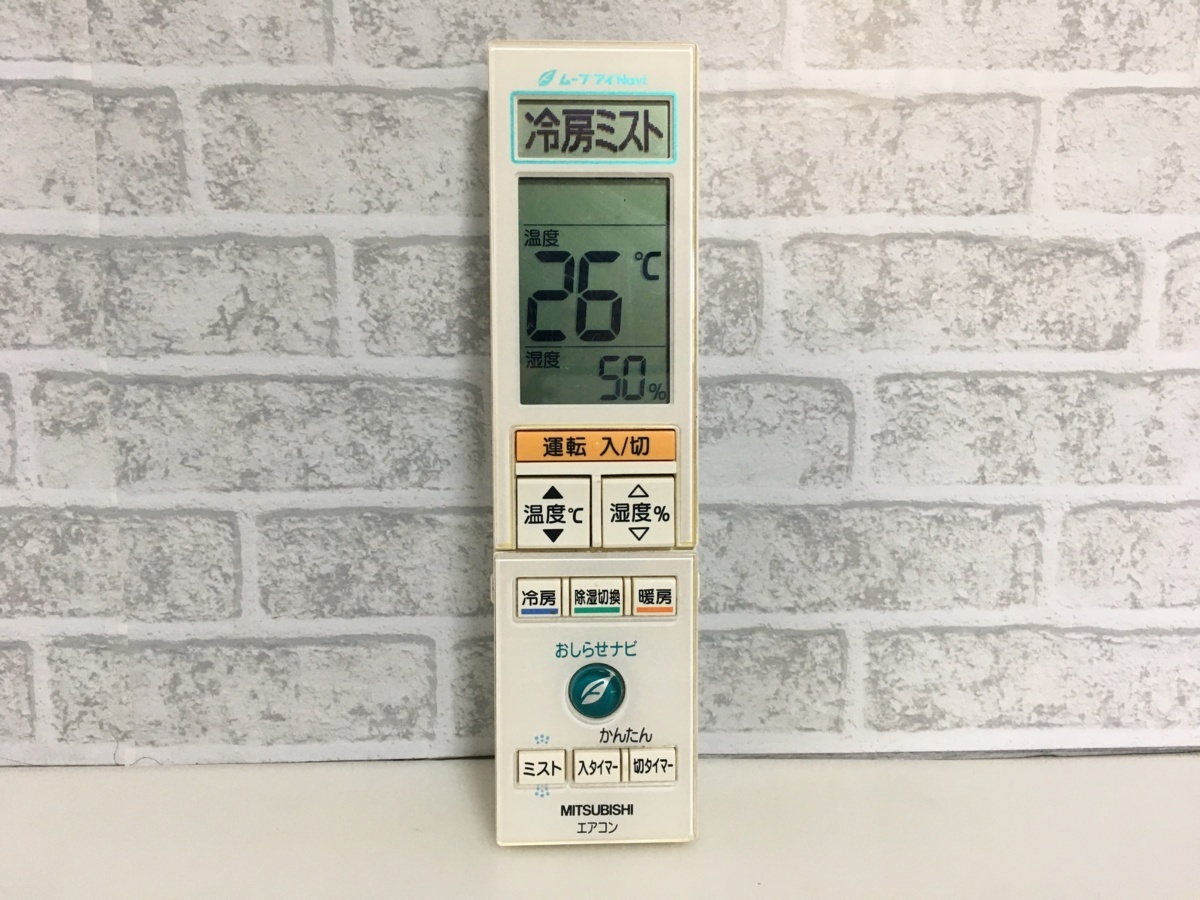 ムーブアイNavi
冷房ミスト
温度
26℃
湿度
50%
運転 入/切
温度℃ 湿度%
冷房 除湿切換 暖房
おしらせナビ
かんたん
ミスト 入タイマー 切タイマー
MITSUBISHI
エアコン